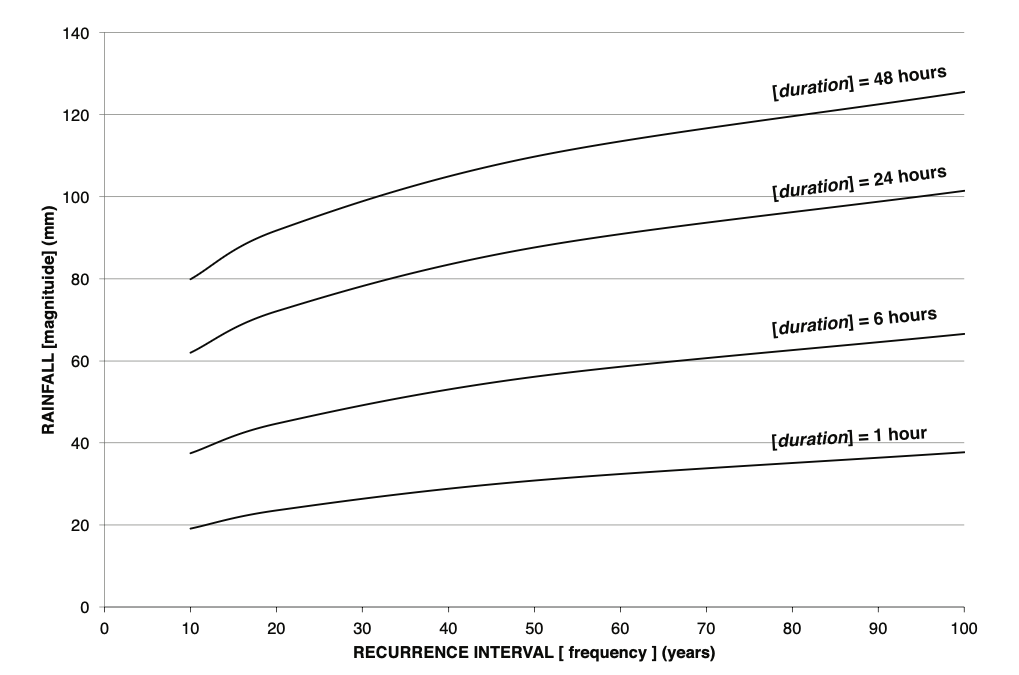 140
120
100
80
60
40
20
0
RAINFALL [magnituide] (mm)
[duration] = 48 hours
[duration] = 24 hours
[duration] = 6 hours
[duration] = 1 hour
0 10 20 30 40 50 60 70 80 90 100
RECURRENCE INTERVAL [ frequency ] (years)